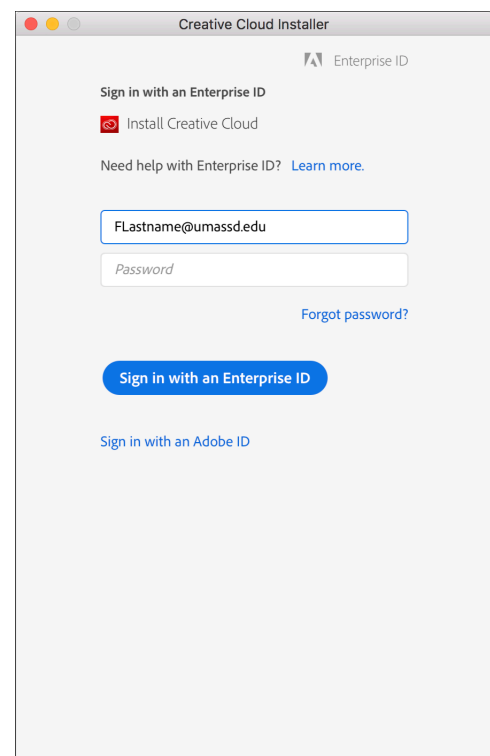 Creative Cloud Installer
Enterprise ID
Sign in with an Enterprise ID
Install Creative Cloud
Need help with Enterprise ID? Learn more.
FLastname@umassd.edu
Password
Forgot password?
Sign in with an Enterprise ID
Sign in with an Adobe ID